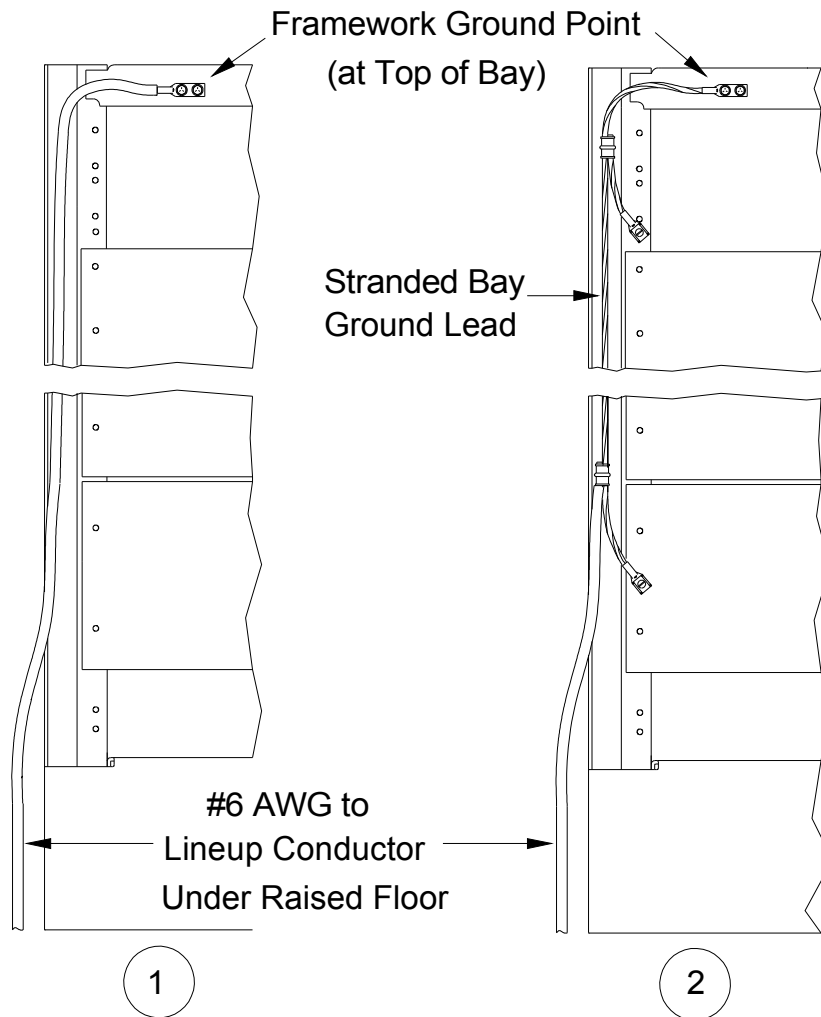 Framework Ground Point
(at Top of Bay)
Stranded Bay
Ground Lead
#6 AWG to
Lineup Conductor
Under Raised Floor
1
2